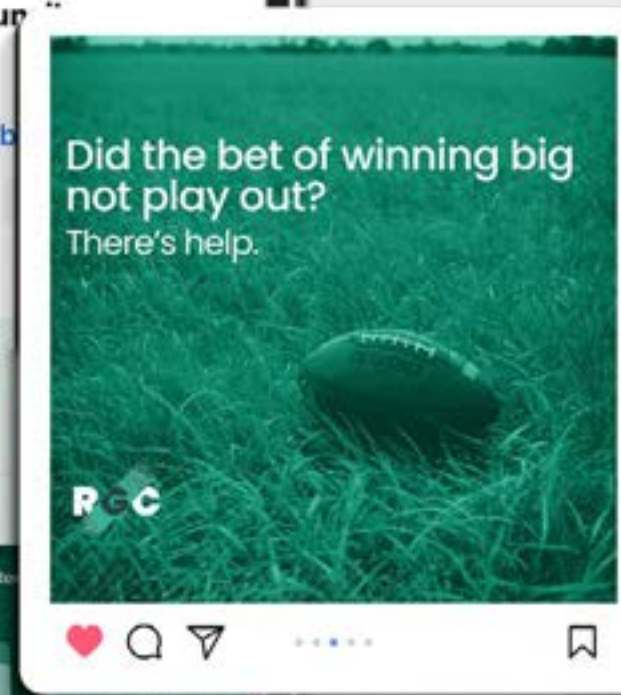 Did the bet of winning big
not play out?
There's help.
RGC